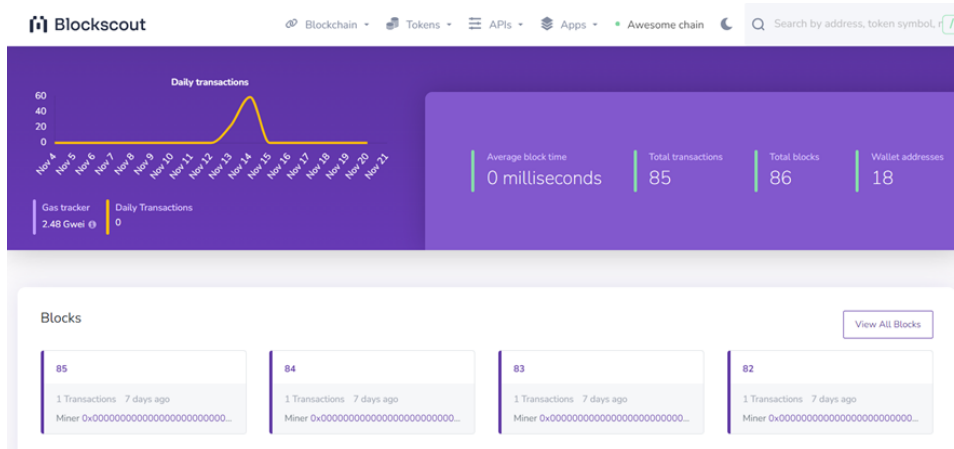 Blockscout
Blockchain
Tokens
APIs
Apps
Awesome chain
Search by address, token symbol,
/
Daily transactions
60
40
20
0
Nov 4
Nov 5
Nov 6
Nov 7
Nov 8
Nov 9
Nov 10
Nov 11
Nov 12
Nov 13
Nov 14
Nov 15
Nov 16
Nov 17
Nov 18
Nov 19
Nov 20
Nov 21
Gas tracker
2.48 Gwei
Daily Transactions
0
Average block time
0 milliseconds
Total transactions
85
Total blocks
86
Wallet addresses
18
Blocks
View All Blocks
85
1 Transactions 7 days ago
Miner 0x000000000000000000000000...
84
1 Transactions 7 days ago
Miner 0x000000000000000000000000...
83
1 Transactions 7 days ago
Miner 0x000000000000000000000000...
82
1 Transactions 7 days ago
Miner 0x000000000000000000000000...